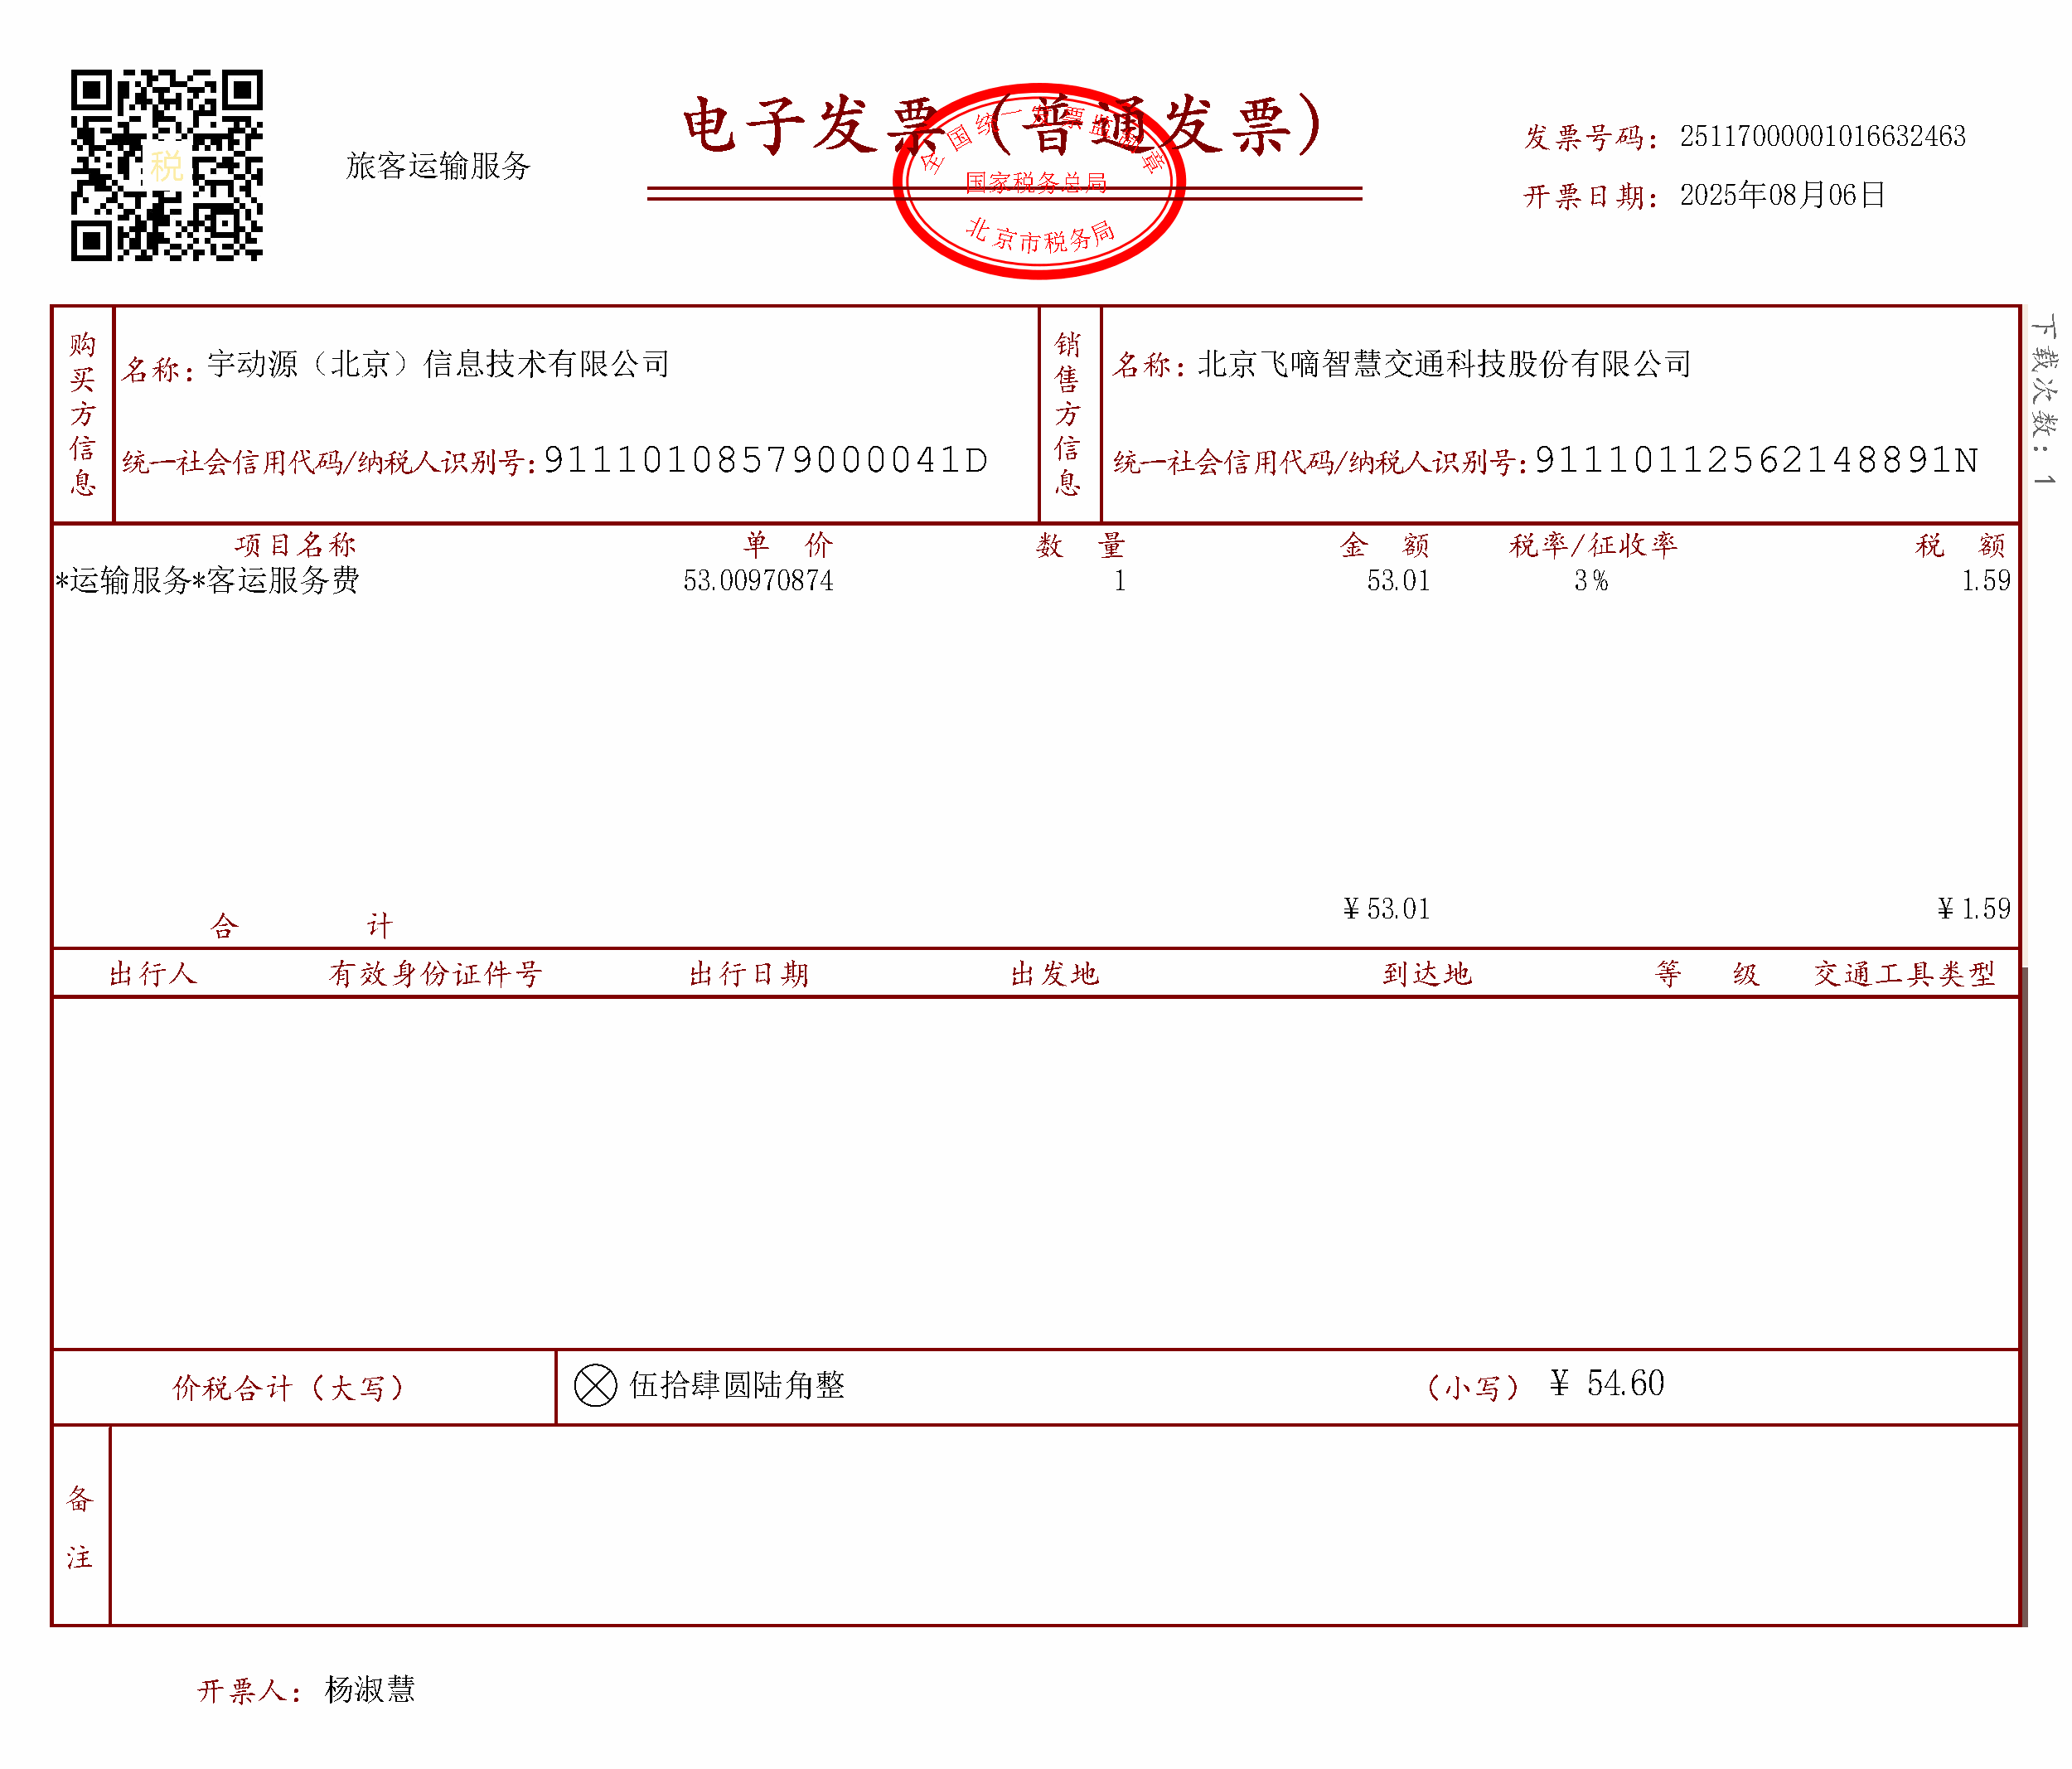 电子发票（普通发票）
旅客运输服务
税
全国统一发票监制章
国家税务总局
北京市税务局
发票号码：25117000001016632463
开票日期：2025年08月06日
购买方信息
名称：宇动源（北京）信息技术有限公司
统一社会信用代码/纳税人识别号：91110108579000041D
销售方信息
名称：北京飞嘀智慧交通科技股份有限公司
统一社会信用代码/纳税人识别号：91110112562148891N
下载次数：1
项目名称 单价 数量 金额 税率/征收率 税额
*运输服务*客运服务费 53.00970874 1 53.01 3% 1.59
合计 ¥53.01 ¥1.59
出行人 有效身份证件号 出行日期 出发地 到达地 等级 交通工具类型
价税合计（大写） 伍拾肆圆陆角整 （小写） ¥ 54.60
备注
开票人：杨淑慧